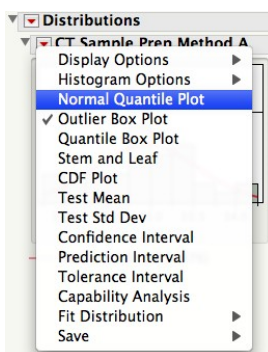 Distributions
CT Sample Prep Method A
Display Options
Histogram Options
Normal Quantile Plot
✓ Outlier Box Plot
Quantile Box Plot
Stem and Leaf
CDF Plot
Test Mean
Test Std Dev
Confidence Interval
Prediction Interval
Tolerance Interval
Capability Analysis
Fit Distribution
Save